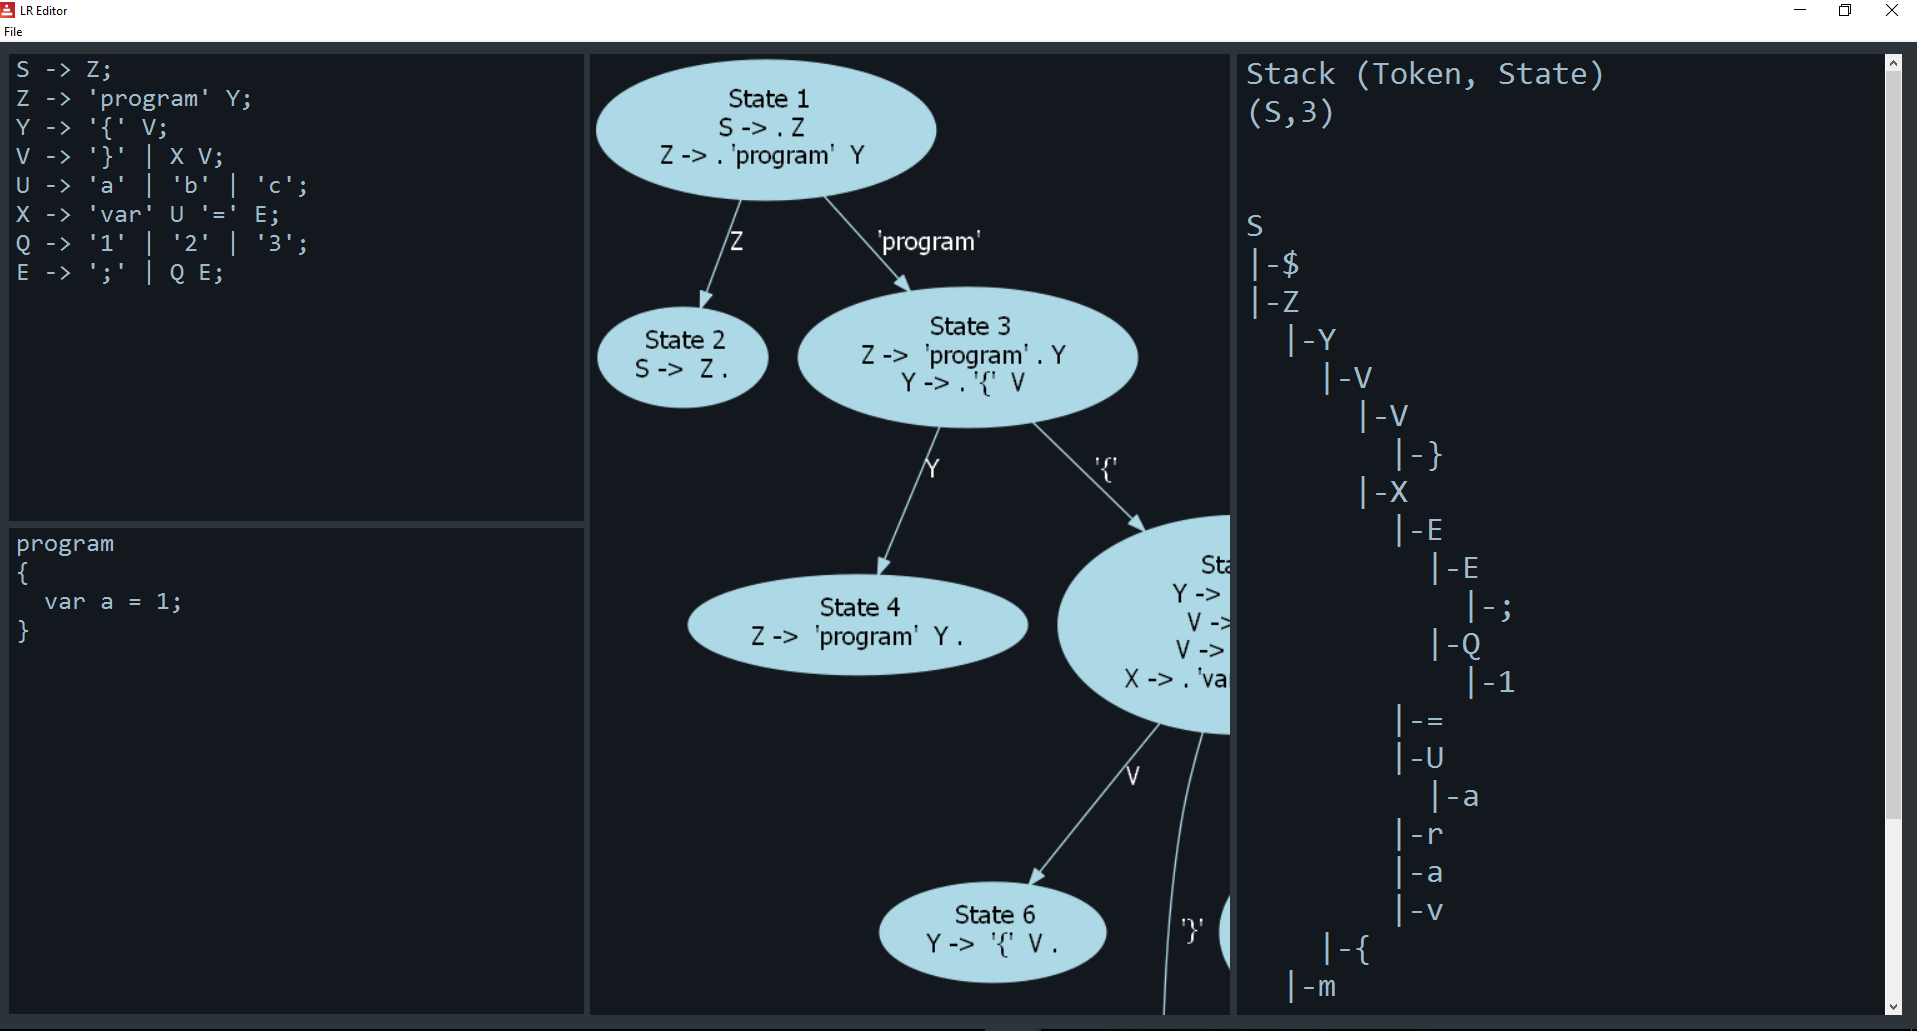 LR Editor
File
S -> Z;
Z -> 'program' Y;
Y -> '{' V;
V -> '}' | X V;
U -> 'a' | 'b' | 'c';
X -> 'var' U '=' E;
Q -> '1' | '2' | '3';
E -> ';' | Q E;
program
{
  var a = 1;
}
State 1
S -> . Z
Z -> . 'program' Y
Z
'program'
State 2
S -> Z .
State 3
Z -> 'program' . Y
Y -> . '{' V
Y
'{'
State 4
Z -> 'program' Y .
Sta
Y ->
V ->
V ->
X -> . 'va
V
'}'
State 6
Y -> '{' V .
Stack (Token, State)
(S,3)
S
|-$
|-Z
  |-Y
    |-V
      |-V
        |-}
      |-X
        |-E
          |-E
            |-;
          |-Q
            |-1
        |-=
        |-U
          |-a
        |-r
        |-a
        |-v
    |-{
  |-m